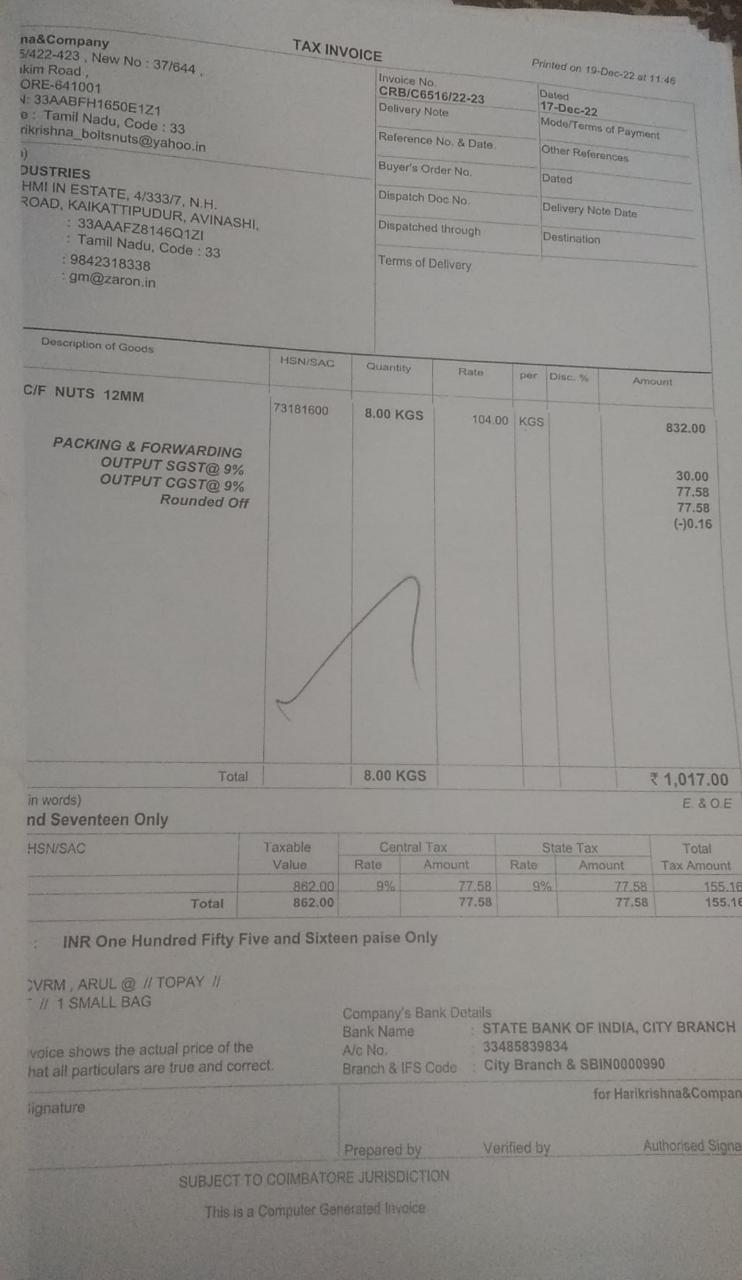 TAX INVOICE
Printed on 19-Dec-22 at 11:46
na&Company
5/422-423 , New No : 37/644 ,
kim Road ,
ORE-641001
N: 33AABFH1650E1Z1
e : Tamil Nadu, Code : 33
rikrishna_boltsnuts@yahoo.in
Invoice No.
CRB/C6516/22-23
Dated
17-Dec-22
Delivery Note
Mode/Terms of Payment
Reference No. & Date.
Other References
Buyer's Order No.
Dated
Dispatch Doc No.
Delivery Note Date
Dispatched through
Destination
Terms of Delivery
)
DUSTRIES
HMI IN ESTATE, 4/333/7, N.H.
ROAD, KAIKATTIPUDUR, AVINASHI,
: 33AAAFZ8146Q1ZI
: Tamil Nadu, Code : 33
: 9842318338
: gm@zaron.in
Description of Goods HSN/SAC Quantity Rate per Disc. % Amount
C/F NUTS 12MM 73181600 8.00 KGS 104.00 KGS 832.00
PACKING & FORWARDING 30.00
OUTPUT SGST@ 9% 77.58
OUTPUT CGST@ 9% 77.58
Rounded Off (-)0.16
Total 8.00 KGS ₹ 1,017.00
in words) E. & O.E
nd Seventeen Only
HSN/SAC Taxable Central Tax State Tax Total
Value Rate Amount Rate Amount Tax Amount
862.00 9% 77.58 9% 77.58 155.16
Total 862.00 77.58 77.58 155.16
: INR One Hundred Fifty Five and Sixteen paise Only
OVRM , ARUL @ // TOPAY //
// 1 SMALL BAG
Company's Bank Details
Bank Name : STATE BANK OF INDIA, CITY BRANCH
A/c No. : 33485839834
Branch & IFS Code : City Branch & SBIN0000990
voice shows the actual price of the
hat all particulars are true and correct.
for Harikrishna&Compan
ignature
Prepared by Verified by Authorised Signa
SUBJECT TO COIMBATORE JURISDICTION
This is a Computer Generated Invoice